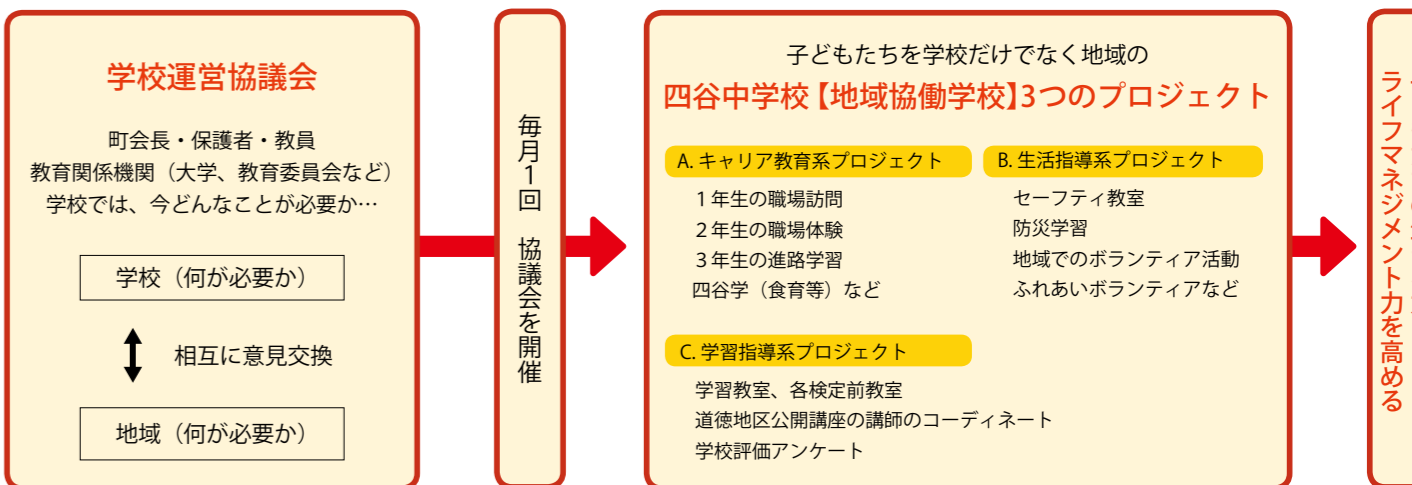 学校運営協議会
町会長・保護者・教員
教育関係機関（大学、教育委員会など）
学校では、今どんなことが必要か…
学校（何が必要か）
相互に意見交換
地域（何が必要か）
毎月1回　協議会を開催
子どもたちを学校だけでなく地域の
四谷中学校【地域協働学校】3つのプロジェクト
A. キャリア教育系プロジェクト
１年生の職場訪問
２年生の職場体験
３年生の進路学習
四谷学（食育等）など
B. 生活指導系プロジェクト
セーフティ教室
防災学習
地域でのボランティア活動
ふれあいボランティアなど
C. 学習指導系プロジェクト
学習教室、各検定前教室
道徳地区公開講座の講師のコーディネート
学校評価アンケート
ライフマネジメント力を高める